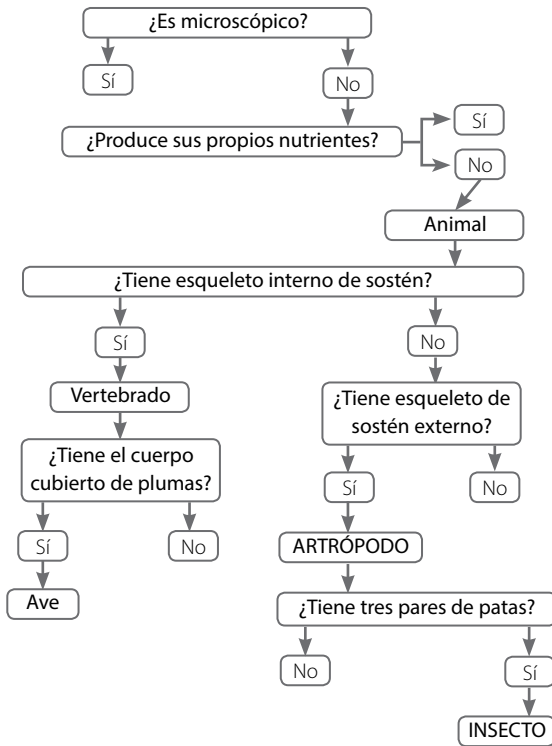 ¿Es microscópico?
Sí
No
¿Produce sus propios nutrientes?
Sí
No
Animal
¿Tiene esqueleto interno de sostén?
Sí
No
Vertebrado
¿Tiene esqueleto de
sostén externo?
¿Tiene el cuerpo
cubierto de plumas?
Sí
No
Sí
No
ARTRÓPODO
Ave
¿Tiene tres pares de patas?
No
Sí
INSECTO